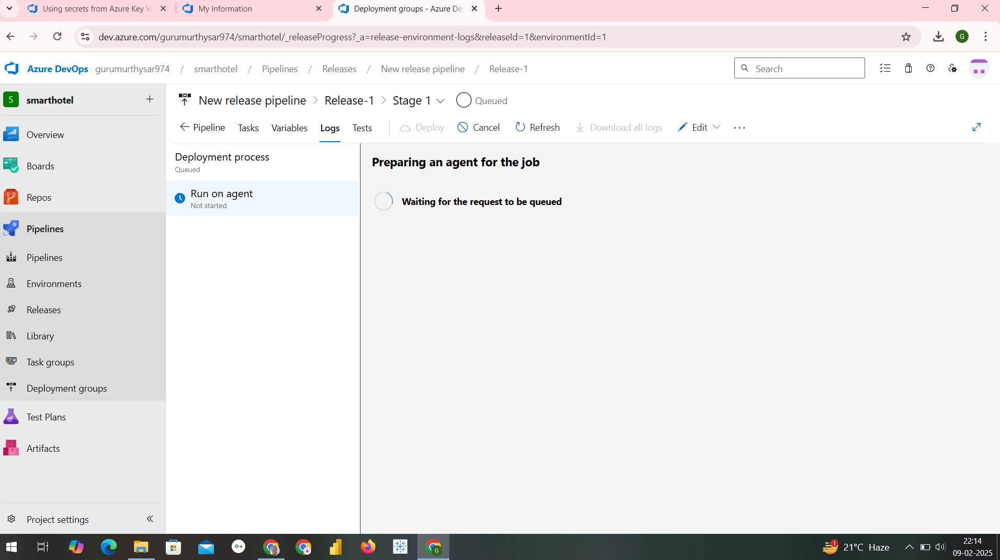 Using secrets from Azure Key V
My Information
Deployment groups - Azure De
dev.azure.com/gurumurthysar974/smarthotel/_releaseProgress?_a=release-environment-logs&releaseId=1&environmentId=1
G
Azure DevOps gurumurthysar974 / smarthotel / Pipelines / Releases / New release pipeline / Release-1
Search
S smarthotel
Overview
Boards
Repos
Pipelines
Pipelines
Environments
Releases
Library
Task groups
Deployment groups
Test Plans
Artifacts
Project settings
New release pipeline > Release-1 > Stage 1 Queued
Pipeline Tasks Variables Logs Tests Deploy Cancel Refresh Download all logs Edit
Deployment process
Queued
Run on agent
Not started
Preparing an agent for the job
Waiting for the request to be queued
G
1
21°C Haze
22:14
09-02-2025